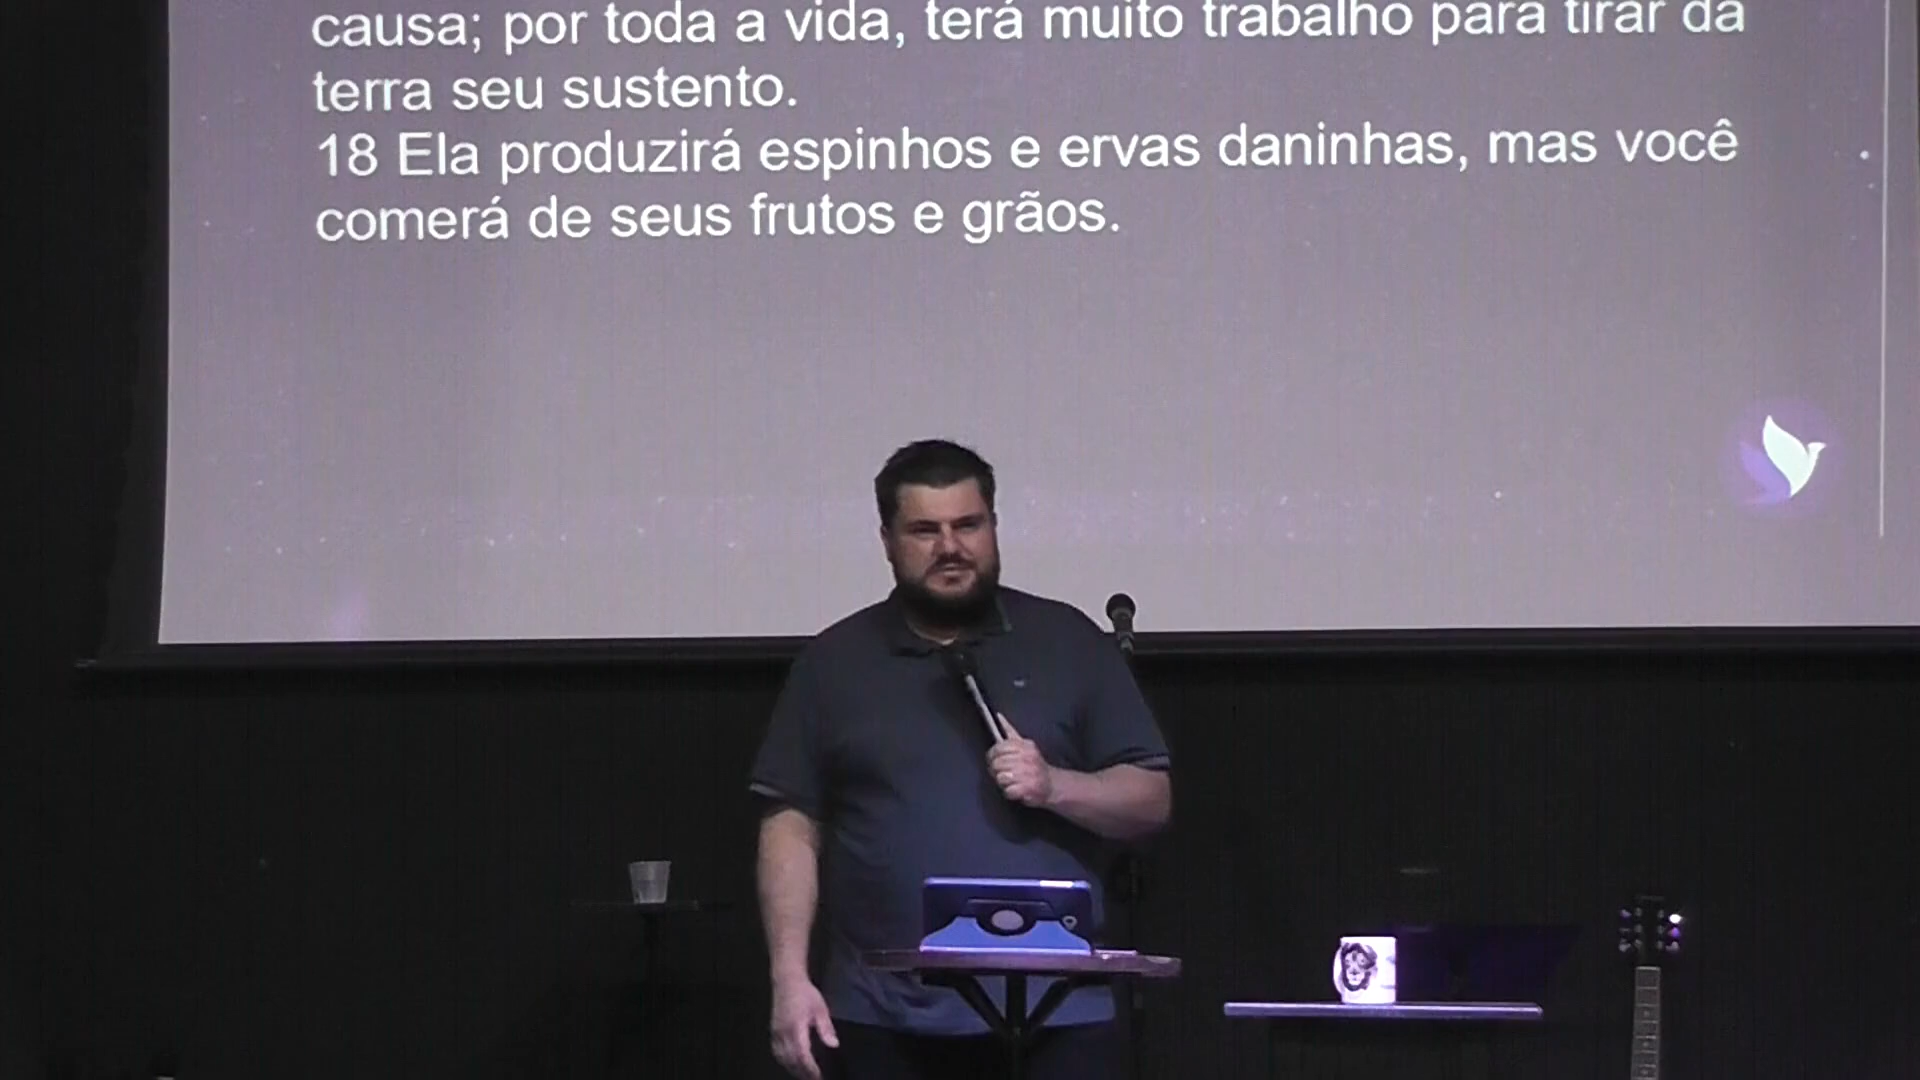 causa; por toda a vida, terá muito trabalho para tirar da
terra seu sustento.
18 Ela produzirá espinhos e ervas daninhas, mas você
comerá de seus frutos e grãos.